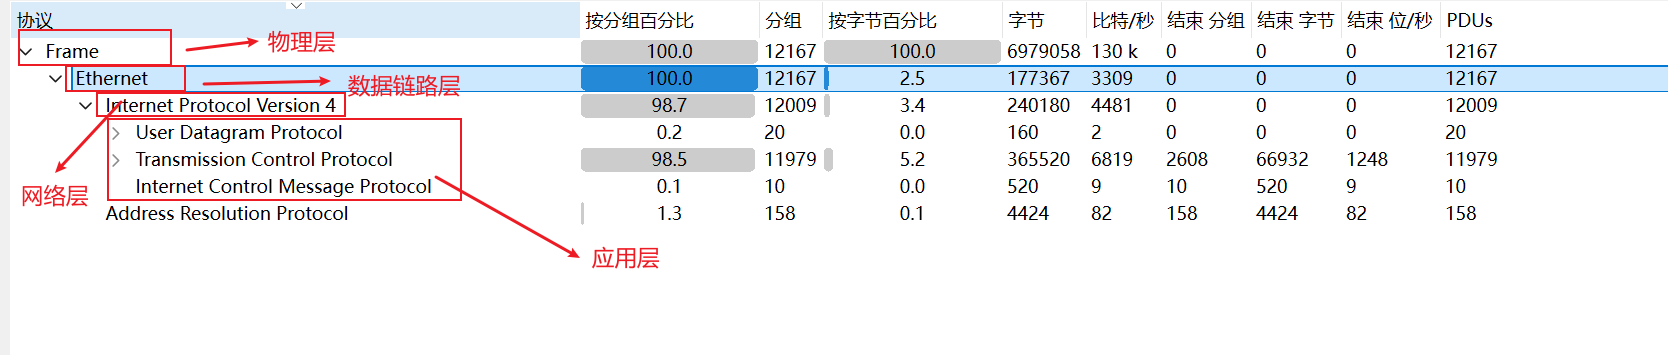 协议 按分组百分比 分组 按字节百分比 字节 比特/秒 结束 分组 结束 字节 结束 位/秒 PDUs
Frame 物理层 100.0 12167 100.0 6979058 130 k 0 0 0 12167
Ethernet 数据链路层 100.0 12167 2.5 177367 3309 0 0 0 12167
Internet Protocol Version 4 98.7 12009 3.4 240180 4481 0 0 0 12009
User Datagram Protocol 0.2 20 0.0 160 2 0 0 0 20
Transmission Control Protocol 98.5 11979 5.2 365520 6819 2608 66932 1248 11979
网络层 Internet Control Message Protocol 0.1 10 0.0 520 9 10 520 9 10
Address Resolution Protocol 1.3 158 0.1 4424 82 158 4424 82 158
应用层